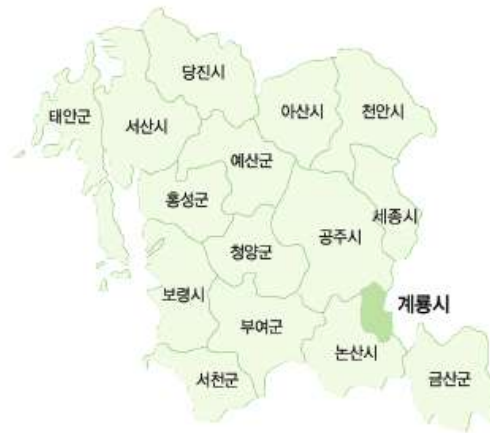 당진시
아산시
천안시
태안군
서산시
예산군
홍성군
세종시
공주시
청양군
보령시
계룡시
부여군
논산시
서천군
금산군